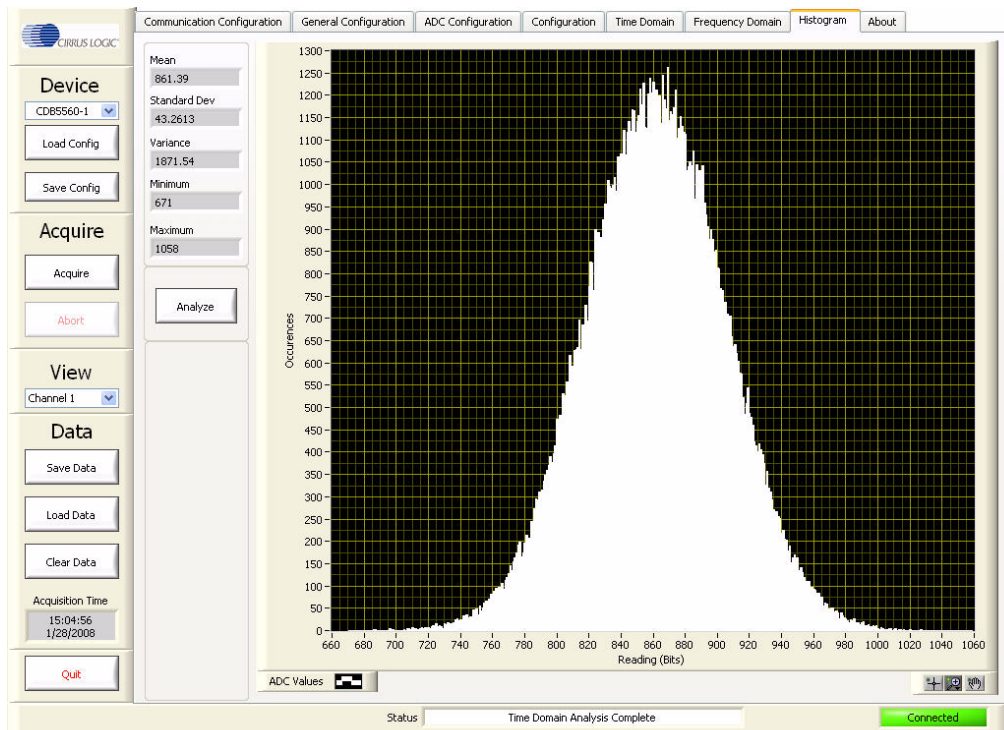 CIRRUS LOGIC
Communication Configuration
General Configuration
ADC Configuration
Configuration
Time Domain
Frequency Domain
Histogram
About
Device
CDB5560-1
Load Config
Save Config
Acquire
Acquire
Abort
View
Channel 1
Data
Save Data
Load Data
Clear Data
Acquisition Time
15:04:56
1/28/2008
Quit
Mean
861.39
Standard Dev
43.2613
Variance
1871.54
Minimum
671
Maximum
1058
Analyze
Occurences
1300
1250
1200
1150
1100
1050
1000
950
900
850
800
750
700
650
600
550
500
450
400
350
300
250
200
150
100
50
0
660 680 700 720 740 760 780 800 820 840 860 880 900 920 940 960 980 1000 1020 1040 1060
Reading (Bits)
ADC Values
Status
Time Domain Analysis Complete
Connected